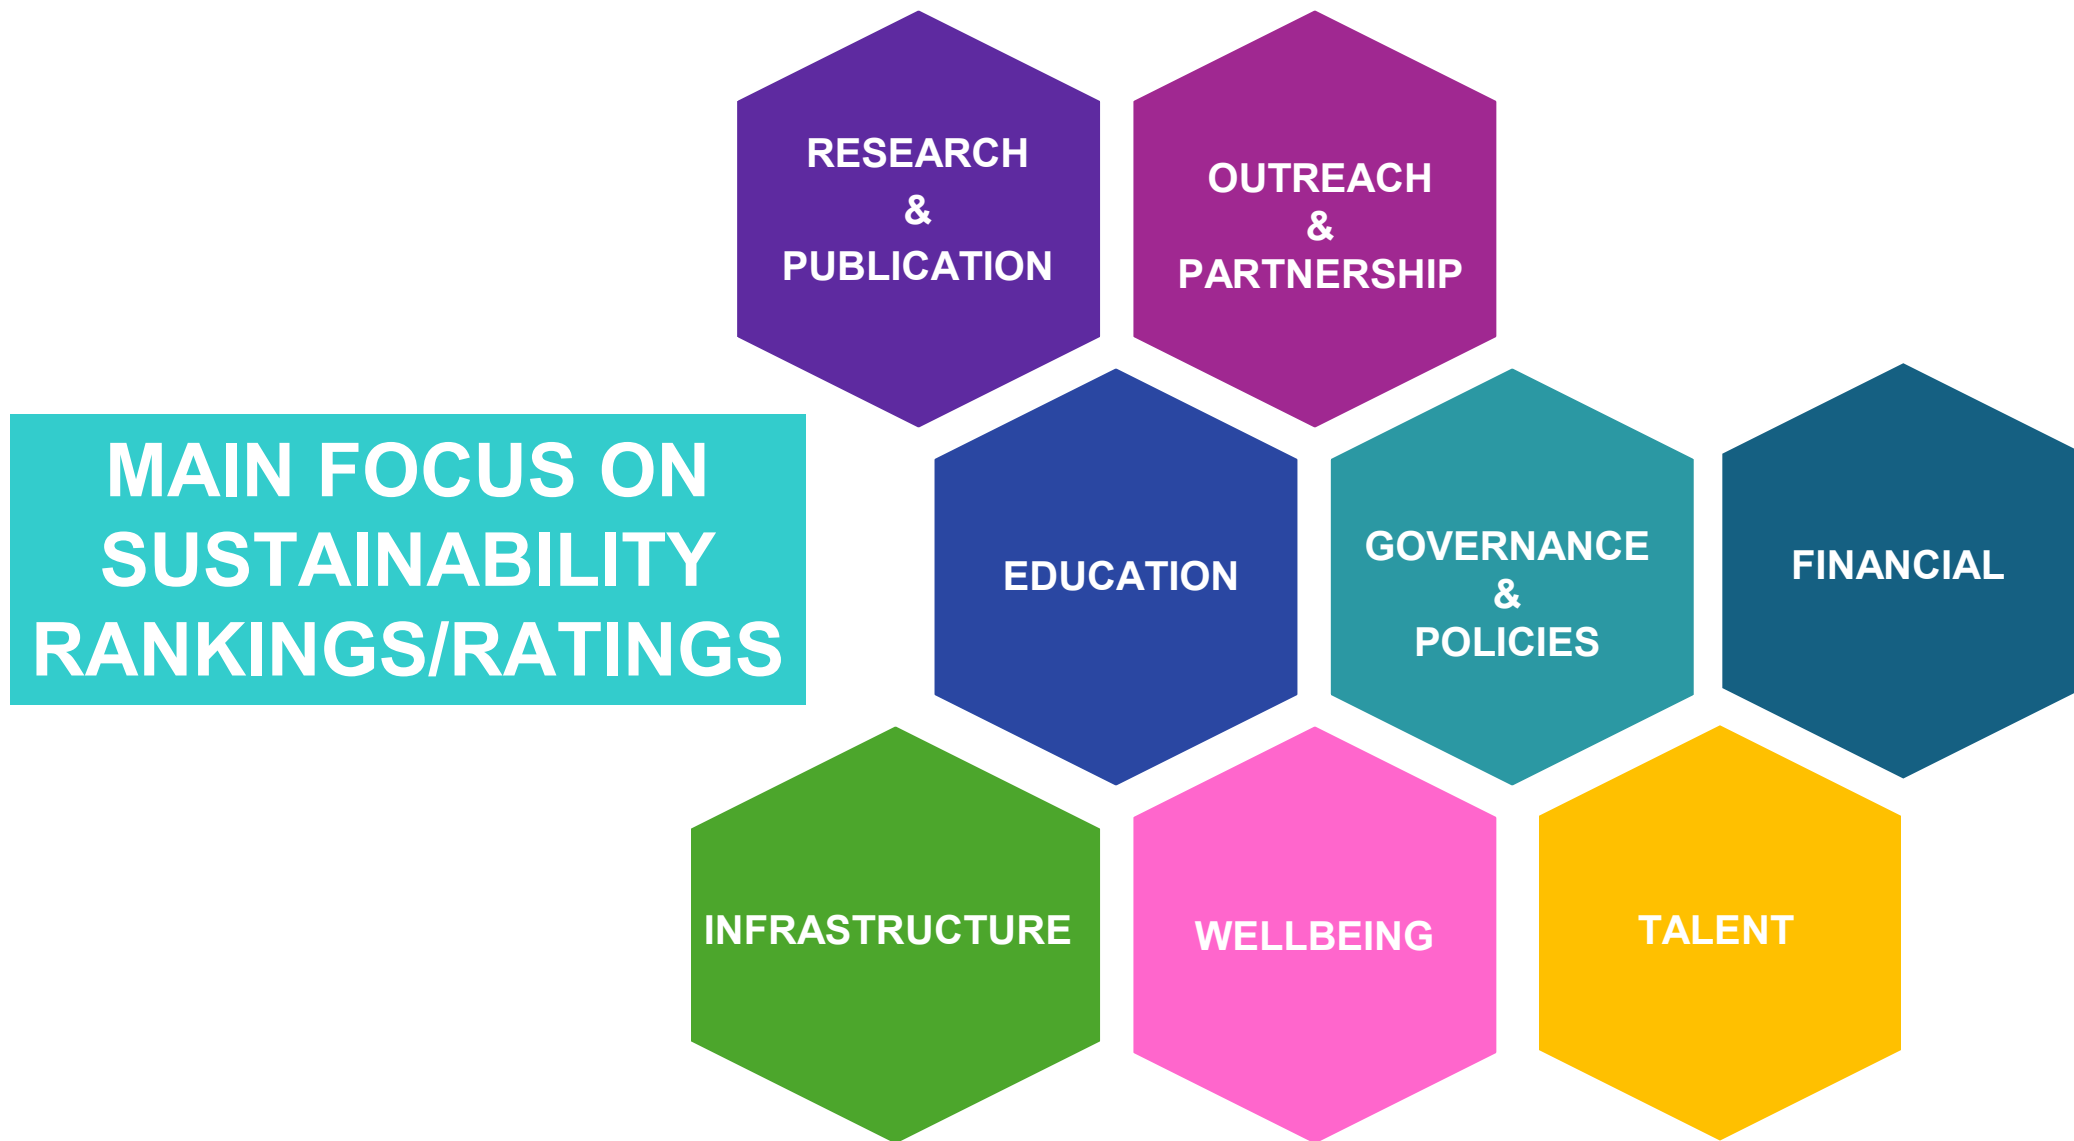 RESEARCH
&
PUBLICATION
OUTREACH
&
PARTNERSHIP
MAIN FOCUS ON
SUSTAINABILITY
RANKINGS/RATINGS
EDUCATION
GOVERNANCE
&
POLICIES
FINANCIAL
INFRASTRUCTURE
WELLBEING
TALENT